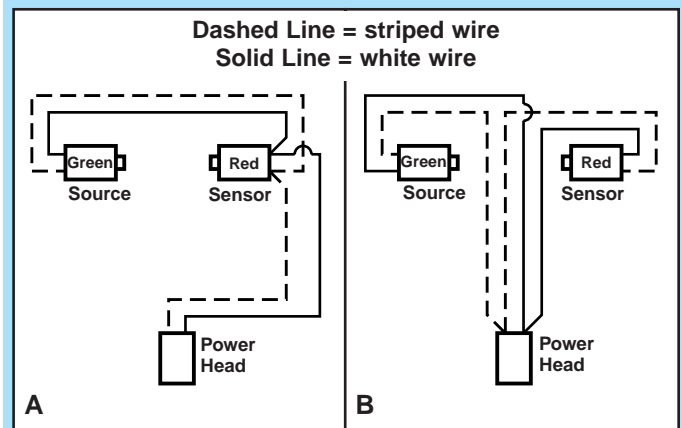 Dashed Line = striped wire
Solid Line = white wire
Green
Source
Red
Sensor
Power
Head
A
Green
Source
Red
Sensor
Power
Head
B